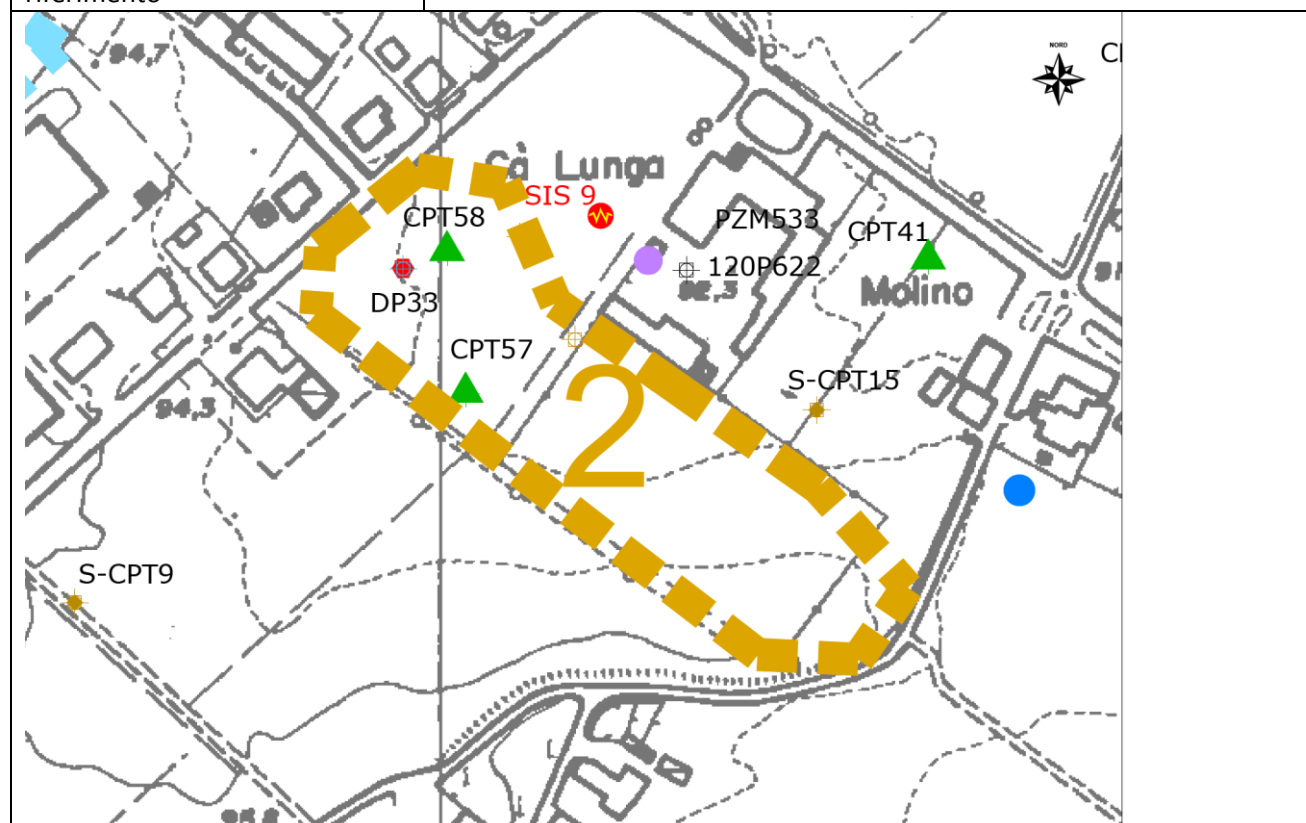 riferimento
NORD
94,7
Cà Lunga
SIS 9
CPT58
PZM533
CPT41
120P622
92,3
Molino
DP33
CPT57
S-CPT15
94,3
2
S-CPT9